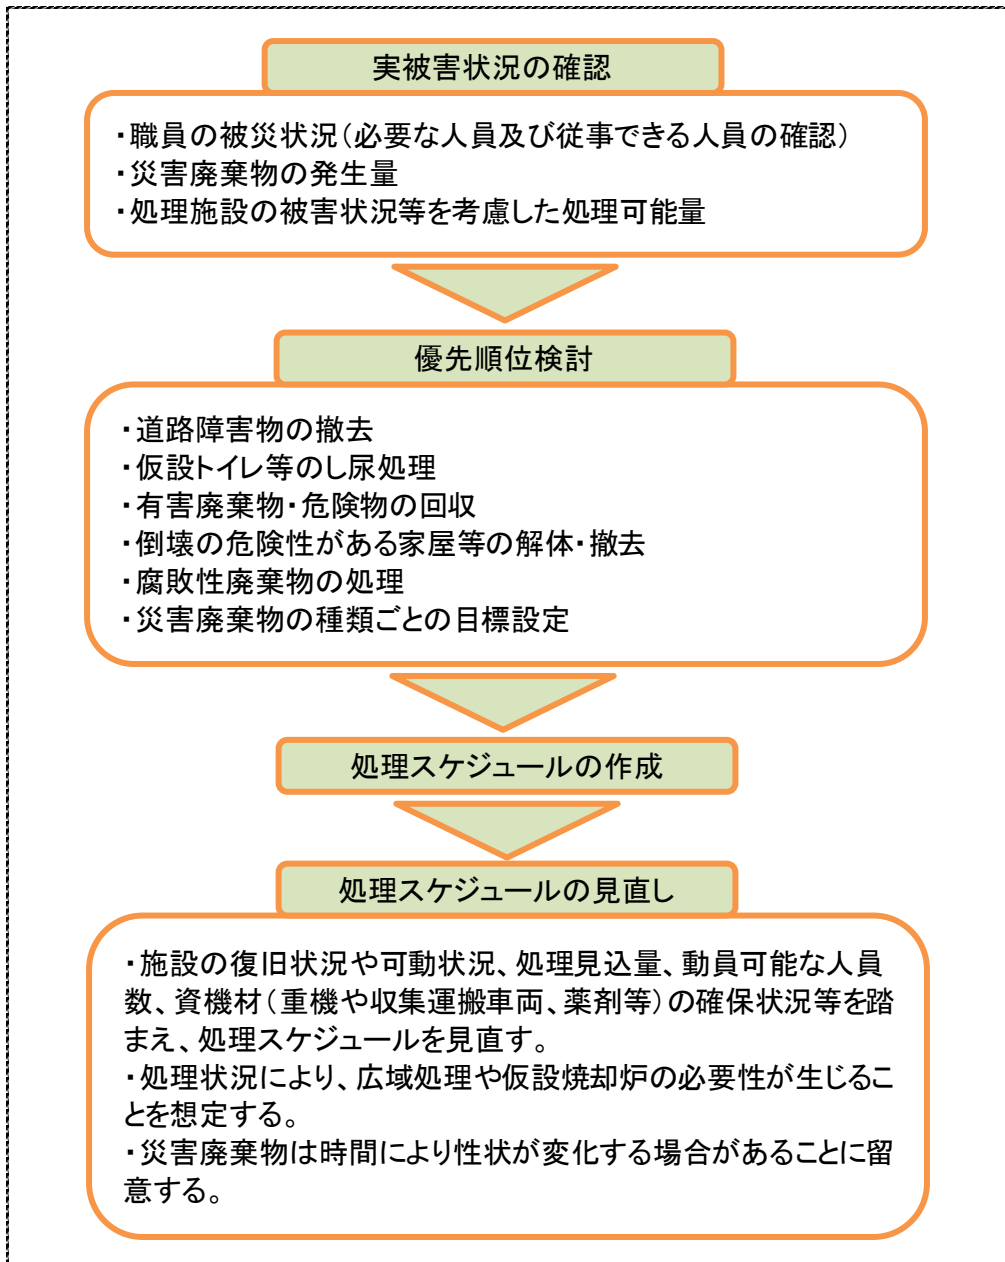 実被害状況の確認
・職員の被災状況（必要な人員及び従事できる人員の確認）
・災害廃棄物の発生量
・処理施設の被害状況等を考慮した処理可能量
優先順位検討
・道路障害物の撤去
・仮設トイレ等のし尿処理
・有害廃棄物・危険物の回収
・倒壊の危険性がある家屋等の解体・撤去
・腐敗性廃棄物の処理
・災害廃棄物の種類ごとの目標設定
処理スケジュールの作成
処理スケジュールの見直し
・施設の復旧状況や可動状況、処理見込量、動員可能な人員
数、資機材（重機や収集運搬車両、薬剤等）の確保状況等を踏
まえ、処理スケジュールを見直す。
・処理状況により、広域処理や仮設焼却炉の必要性が生じるこ
とを想定する。
・災害廃棄物は時間により性状が変化する場合があることに留
意する。